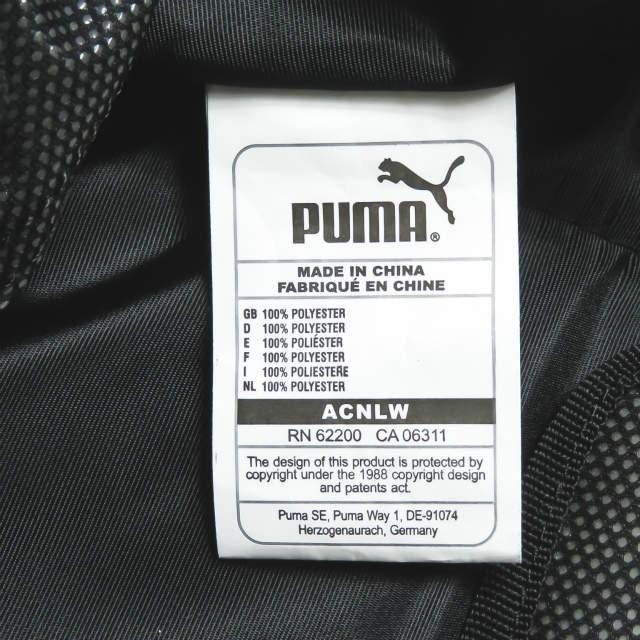 PUMA®
MADE IN CHINA
FABRIQUÉ EN CHINE
GB 100% POLYESTER
D 100% POLYESTER
E 100% POLIÉSTER
F 100% POLYESTER
I 100% POLIESTERE
NL 100% POLYESTER
ACNLW
RN 62200 CA 06311
The design of this product is protected by
copyright under the 1988 copyright design
and patents act.
Puma SE, Puma Way 1, DE-91074
Herzogenaurach, Germany